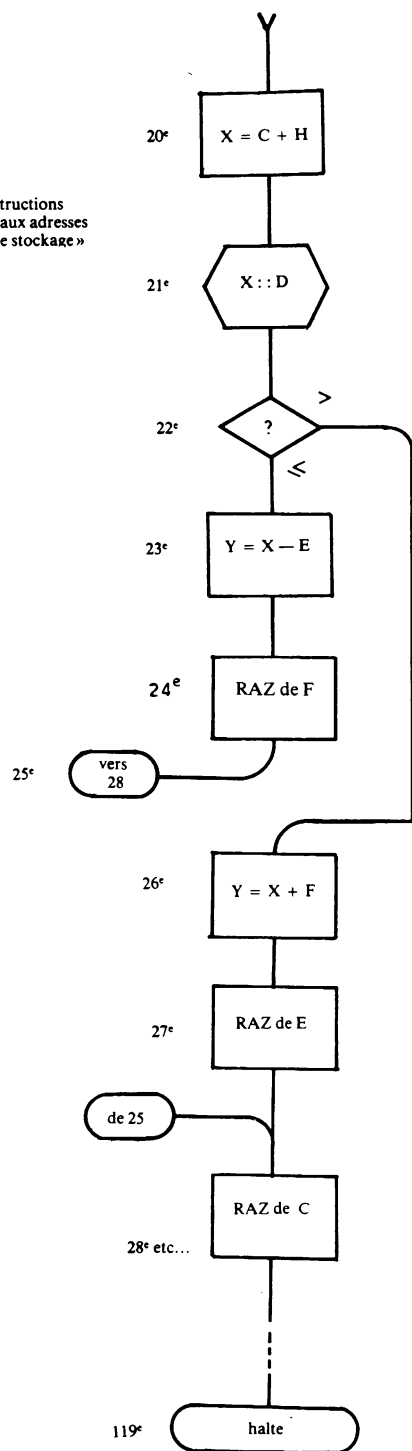 20e X = C + H
tructions
aux adresses
e stockage »
21e X : : D
>
22e ?
≤
23e Y = X — E
24e RAZ de F
25e vers
28
26e Y = X + F
27e RAZ de E
de 25
RAZ de C
28e etc...
119e halte